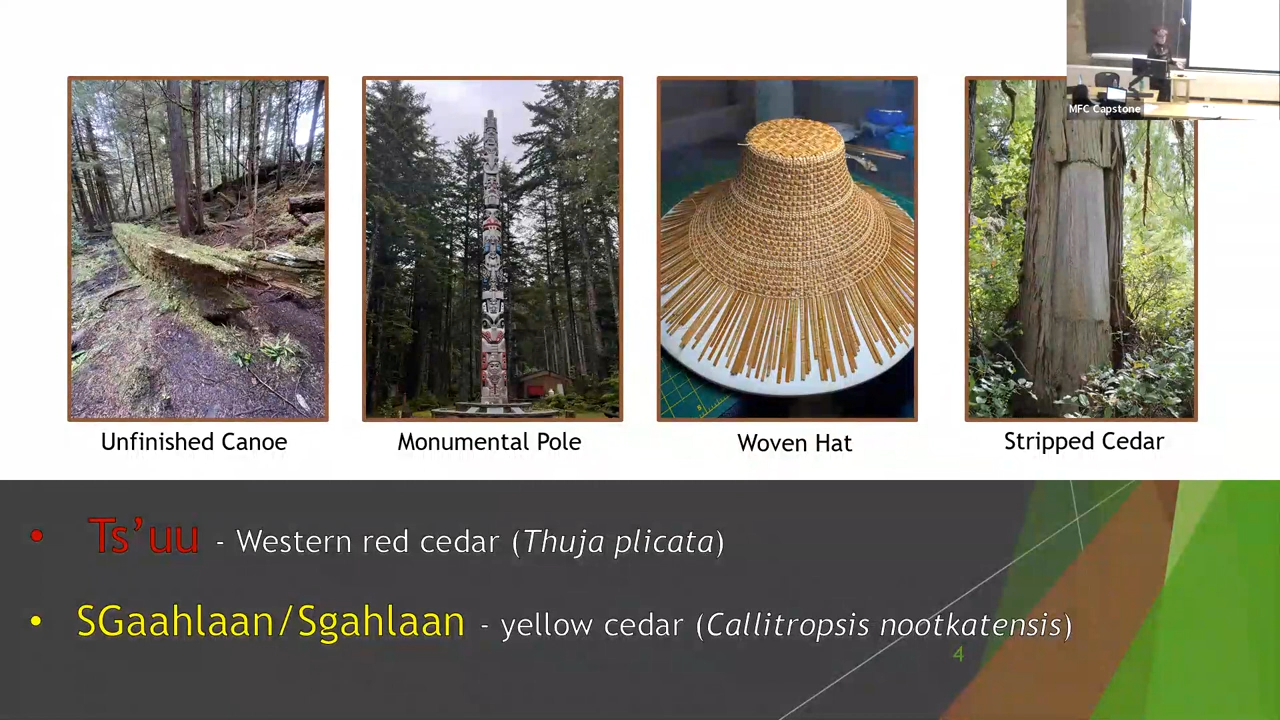 MFC Capstone
Unfinished Canoe
Monumental Pole
Woven Hat
Stripped Cedar
• Ts’uu - Western red cedar (Thuja plicata)
• SGaahlaan/Sgahlaan - yellow cedar (Callitropsis nootkatensis)
4